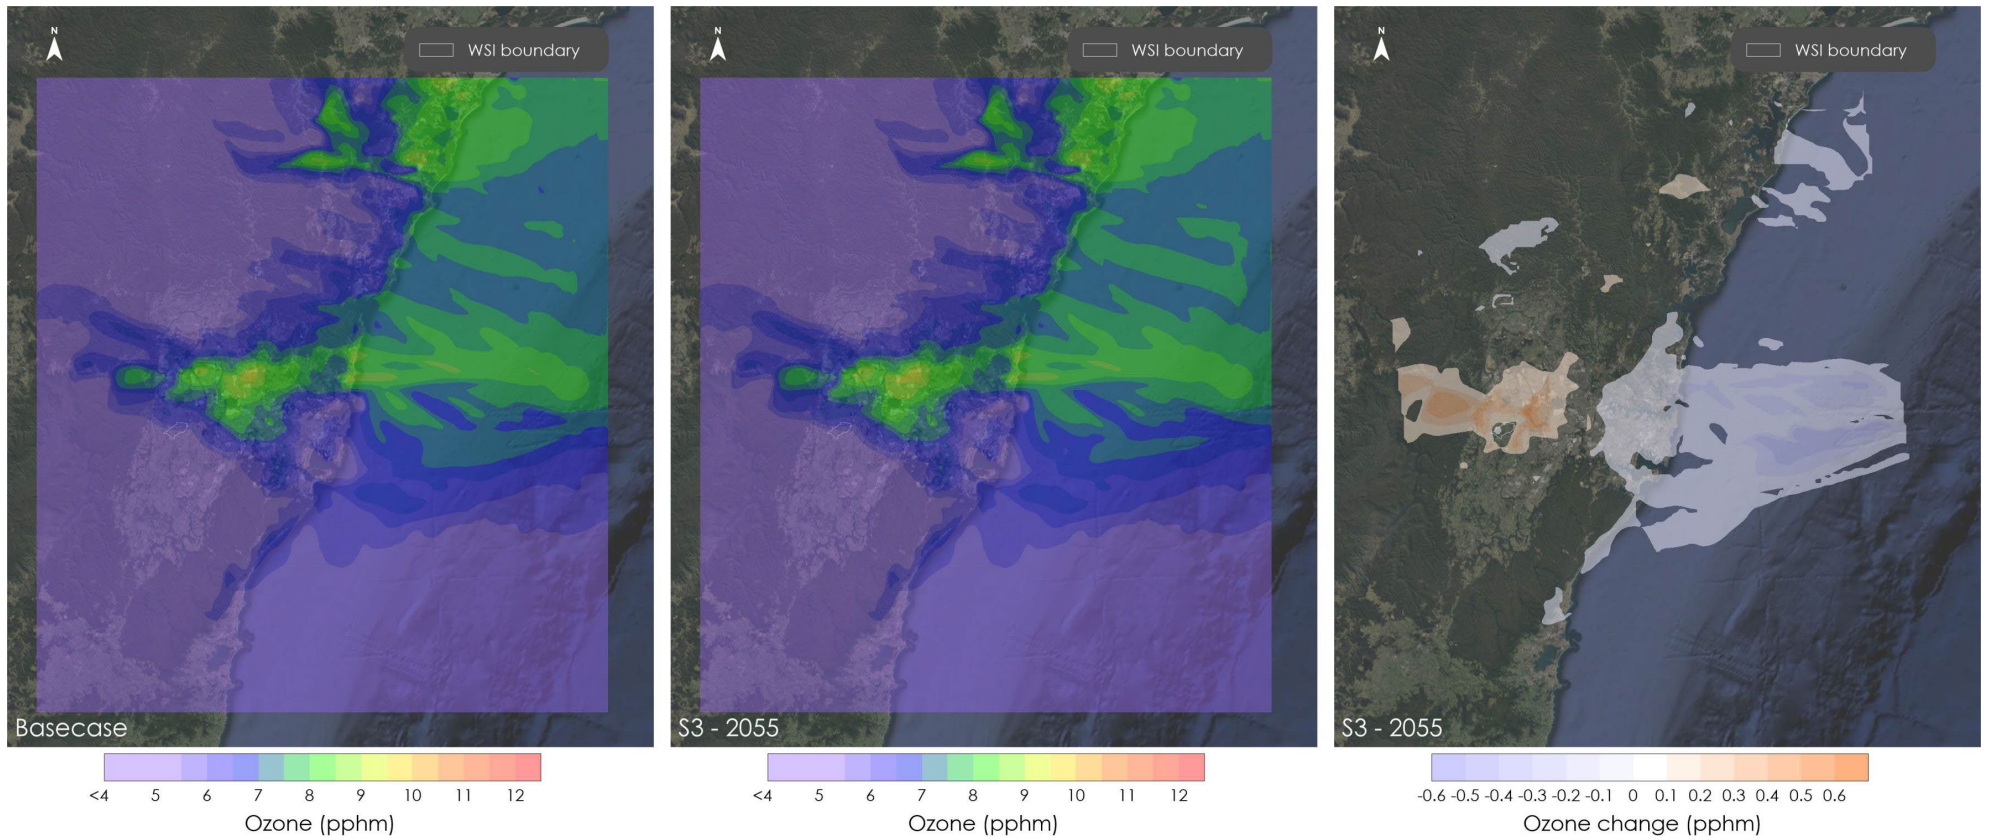 N
WSI boundary
Basecase
<4 5 6 7 8 9 10 11 12
Ozone (pphm)
N
WSI boundary
S3 - 2055
<4 5 6 7 8 9 10 11 12
Ozone (pphm)
N
WSI boundary
S3 - 2055
-0.6 -0.5 -0.4 -0.3 -0.2 -0.1 0 0.1 0.2 0.3 0.4 0.5 0.6
Ozone change (pphm)